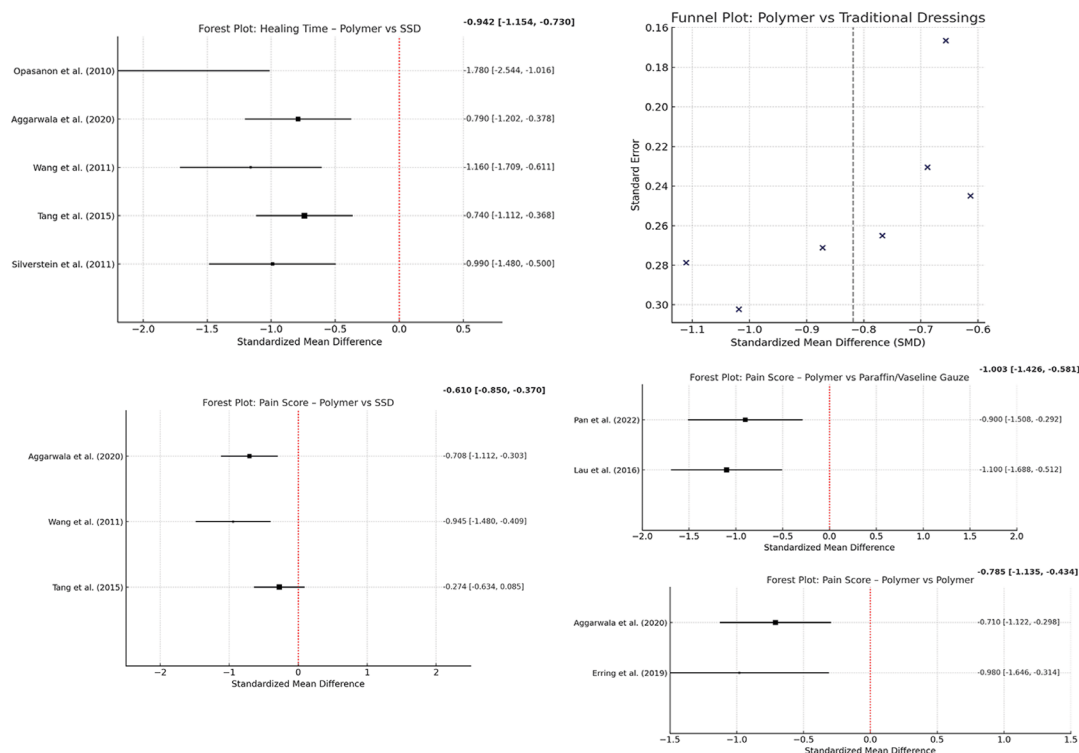 -0.942 [-1.154, -0.730]
Forest Plot: Healing Time – Polymer vs SSD
Opasanon et al. (2010)
-1.780 [-2.544, -1.016]
Aggarwala et al. (2020)
-0.790 [-1.202, -0.378]
Wang et al. (2011)
-1.160 [-1.709, -0.611]
Tang et al. (2015)
-0.740 [-1.112, -0.368]
Silverstein et al. (2011)
-0.990 [-1.480, -0.500]
−2.0 −1.5 −1.0 −0.5 0.0 0.5
Standardized Mean Difference
Funnel Plot: Polymer vs Traditional Dressings
0.16
0.18
0.20
0.22
0.24
0.26
0.28
0.30
Standard Error
−1.1 −1.0 −0.9 −0.8 −0.7 −0.6
Standardized Mean Difference (SMD)
-0.610 [-0.850, -0.370]
Forest Plot: Pain Score – Polymer vs SSD
Aggarwala et al. (2020)
-0.708 [-1.112, -0.303]
Wang et al. (2011)
-0.945 [-1.480, -0.409]
Tang et al. (2015)
-0.274 [-0.634, 0.085]
−2 −1 0 1 2
Standardized Mean Difference
-1.003 [-1.426, -0.581]
Forest Plot: Pain Score – Polymer vs Paraffin/Vaseline Gauze
Pan et al. (2022)
-0.900 [-1.508, -0.292]
Lau et al. (2016)
-1.100 [-1.688, -0.512]
−2.0 −1.5 −1.0 −0.5 0.0 0.5 1.0 1.5 2.0
Standardized Mean Difference
-0.785 [-1.135, -0.434]
Forest Plot: Pain Score – Polymer vs Polymer
Aggarwala et al. (2020)
-0.710 [-1.122, -0.298]
Erring et al. (2019)
-0.980 [-1.646, -0.314]
−1.5 −1.0 −0.5 0.0 0.5 1.0 1.5
Standardized Mean Difference